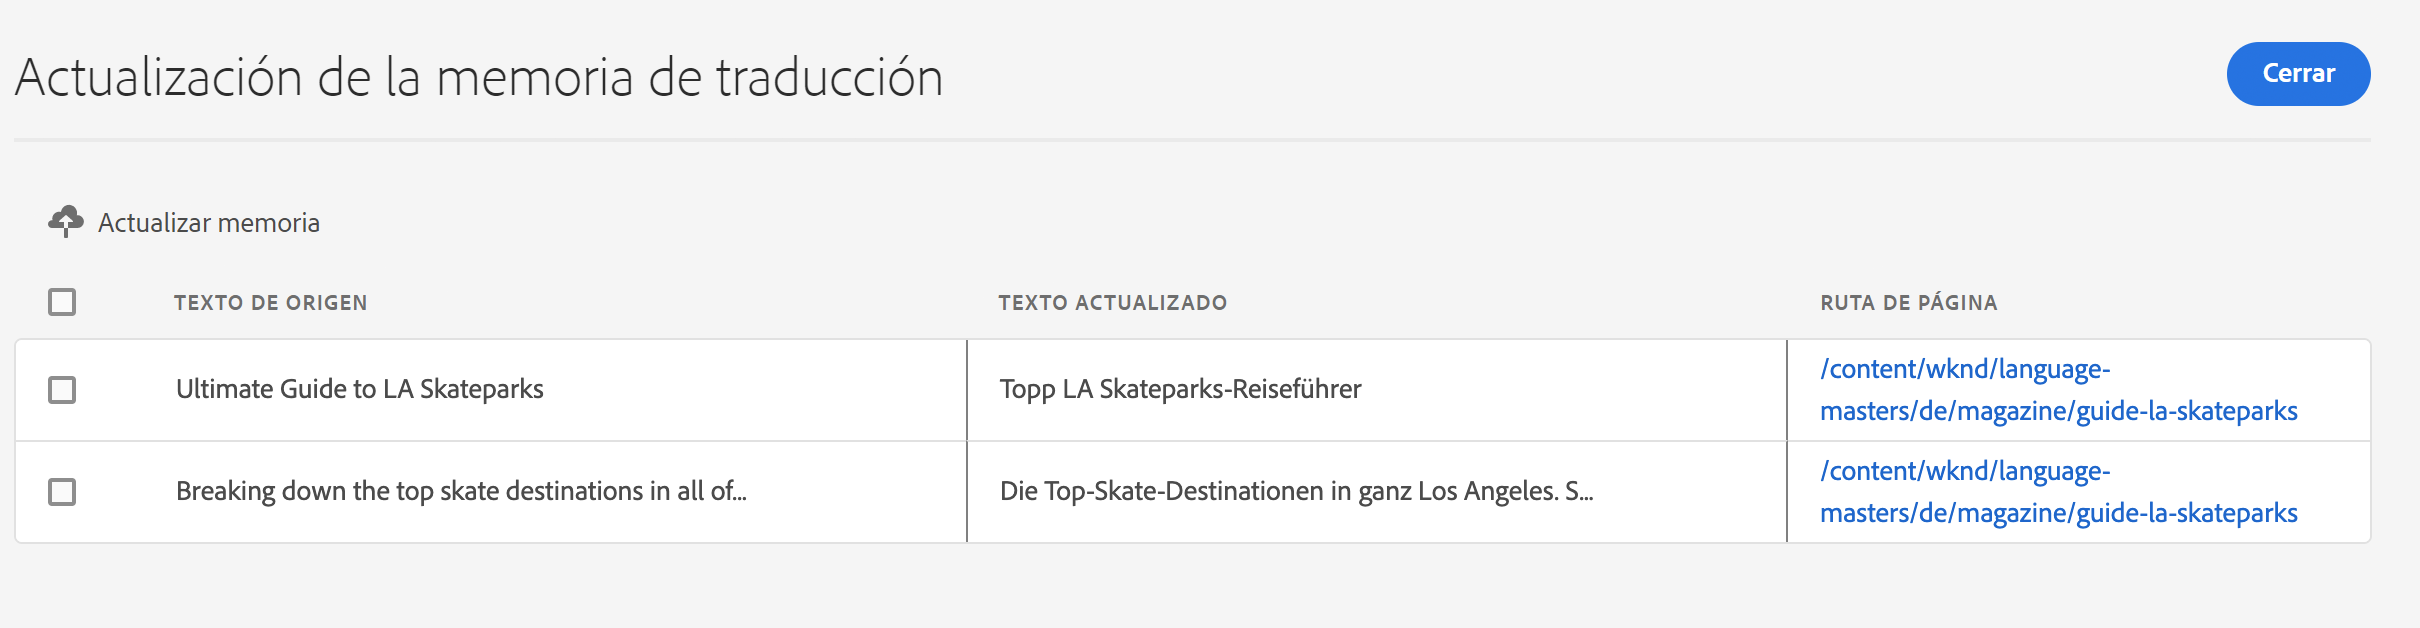 Actualización de la memoria de traducción
Cerrar
Actualizar memoria
TEXTO DE ORIGEN
TEXTO ACTUALIZADO
RUTA DE PÁGINA
Ultimate Guide to LA Skateparks
Topp LA Skateparks-Reiseführer
/content/wknd/language-
masters/de/magazine/guide-la-skateparks
Breaking down the top skate destinations in all of...
Die Top-Skate-Destinationen in ganz Los Angeles. S...
/content/wknd/language-
masters/de/magazine/guide-la-skateparks